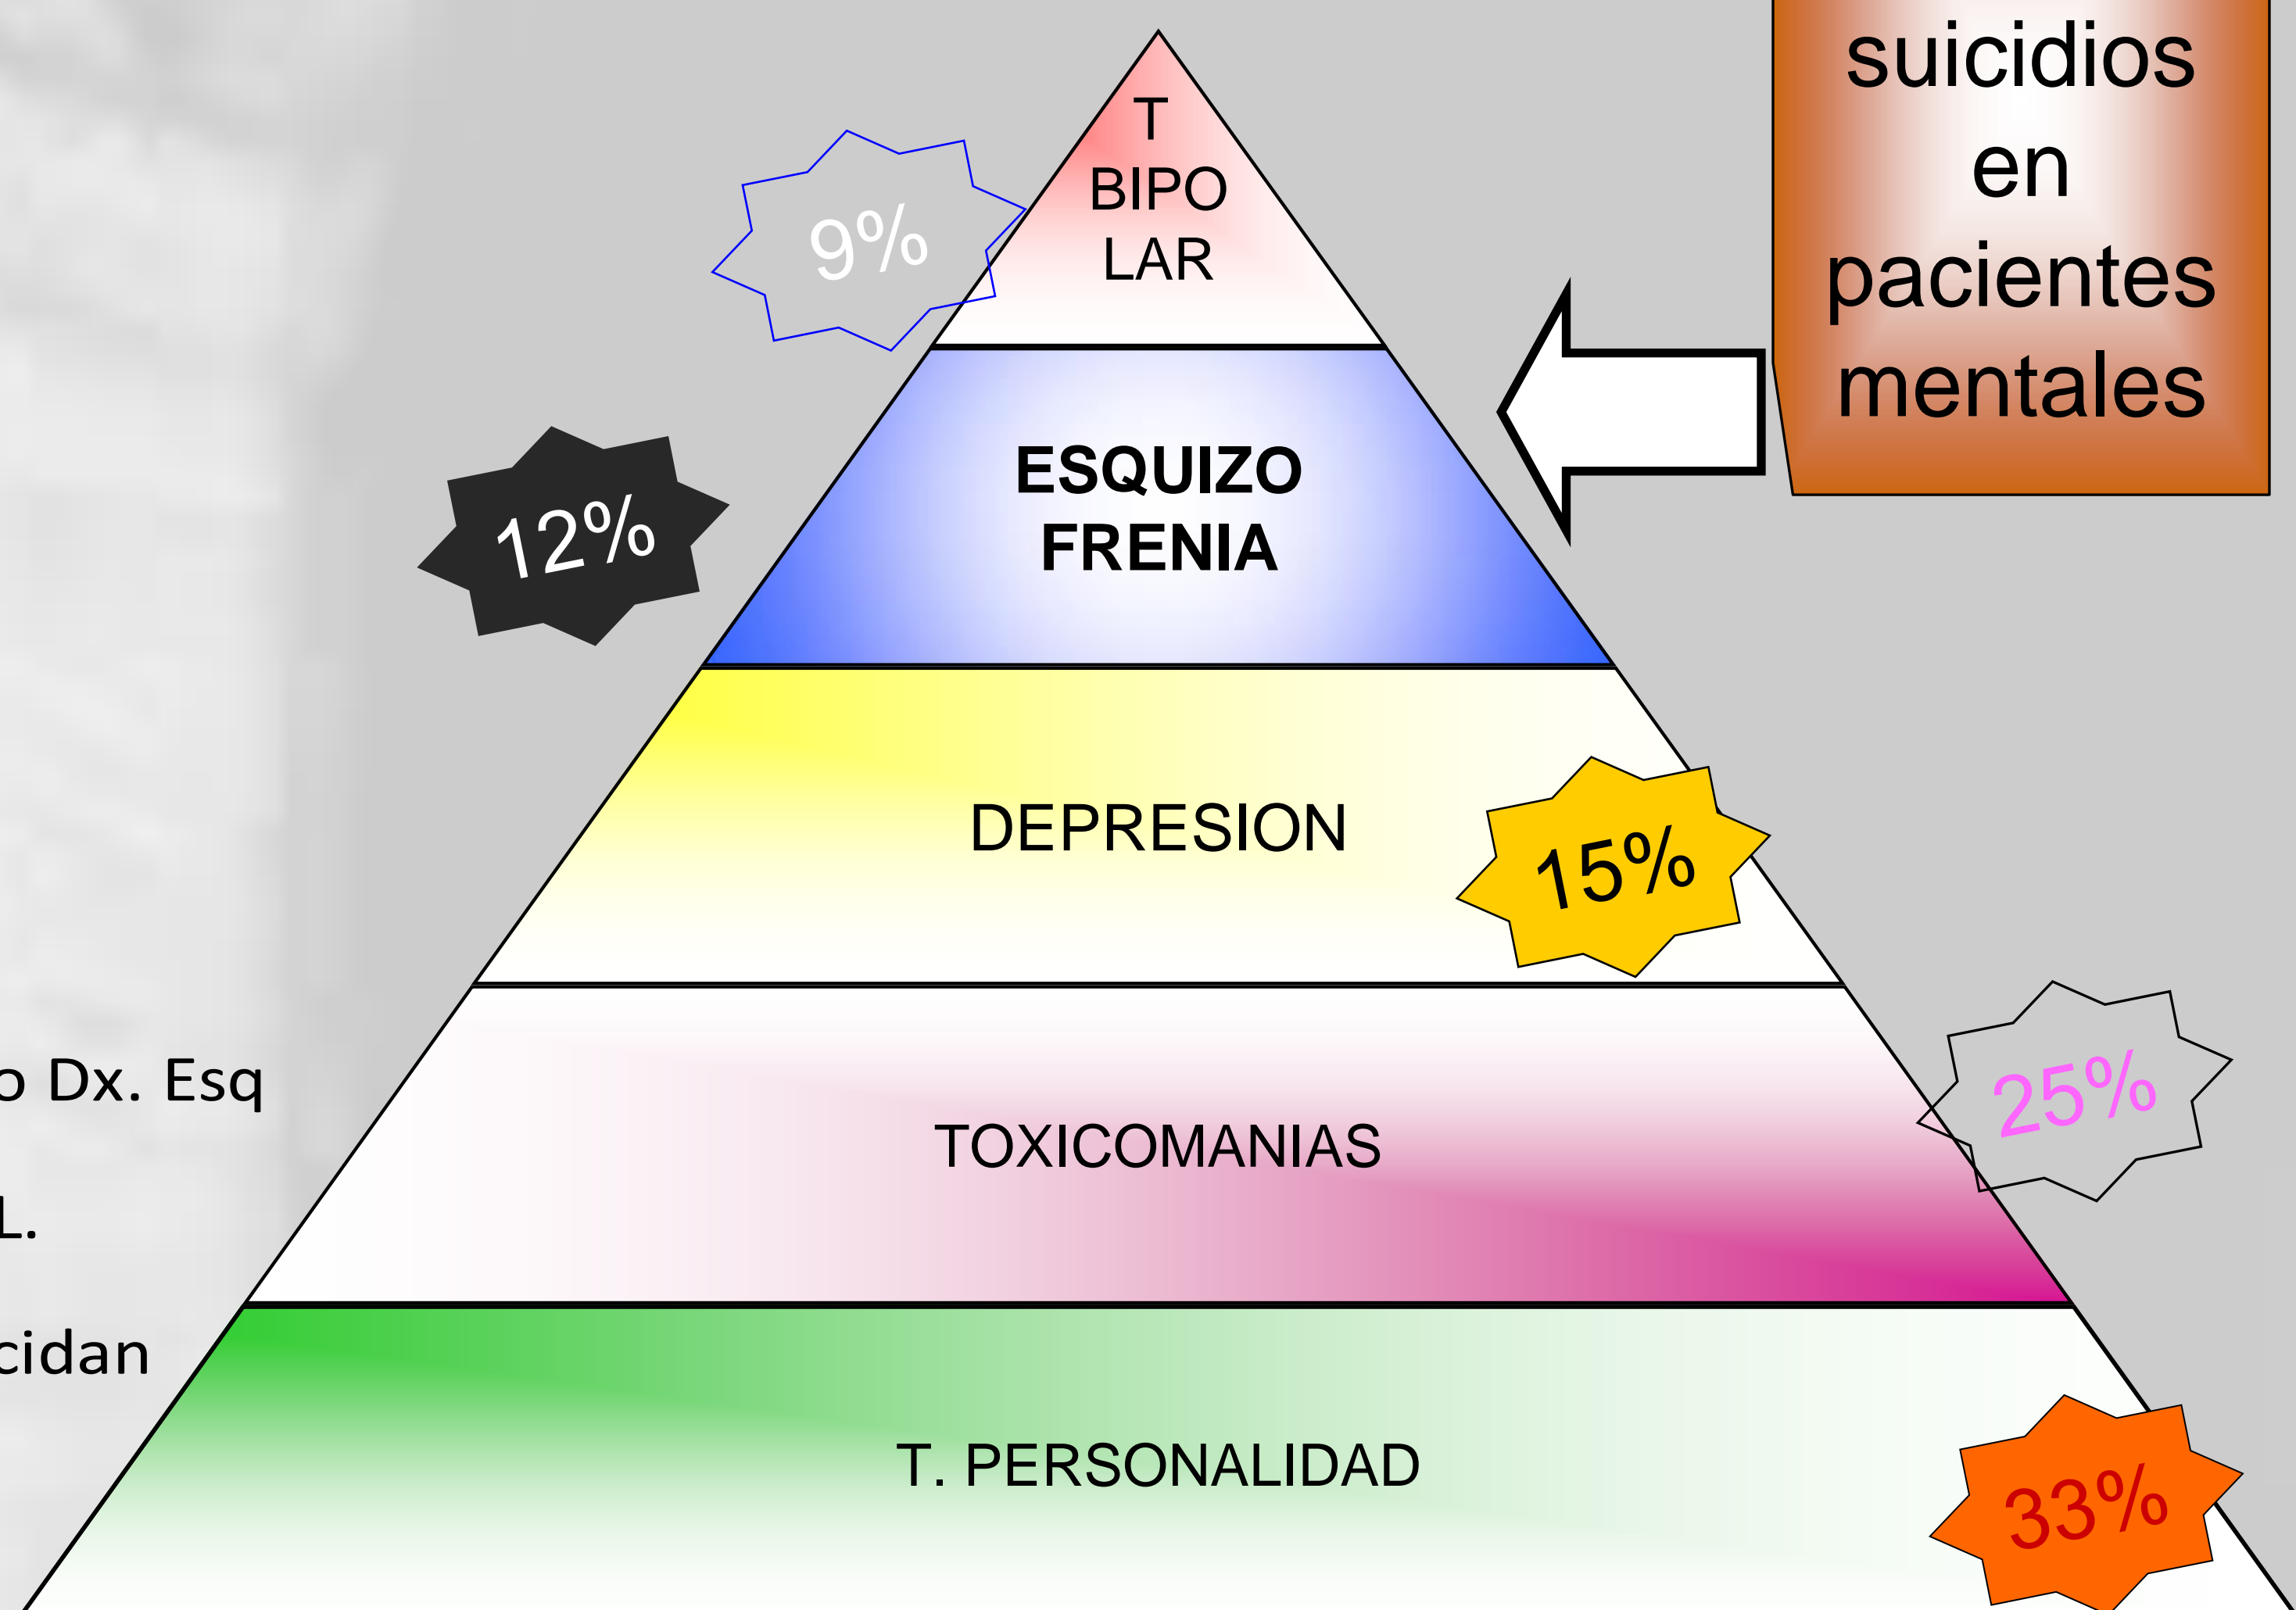 suicidios
en
pacientes
mentales
T
BIPO
LAR
9%
ESQUIZO
FRENIA
12%
DEPRESION
15%
o Dx. Esq
TOXICOMANIAS
25%
L.
cidan
T. PERSONALIDAD
33%